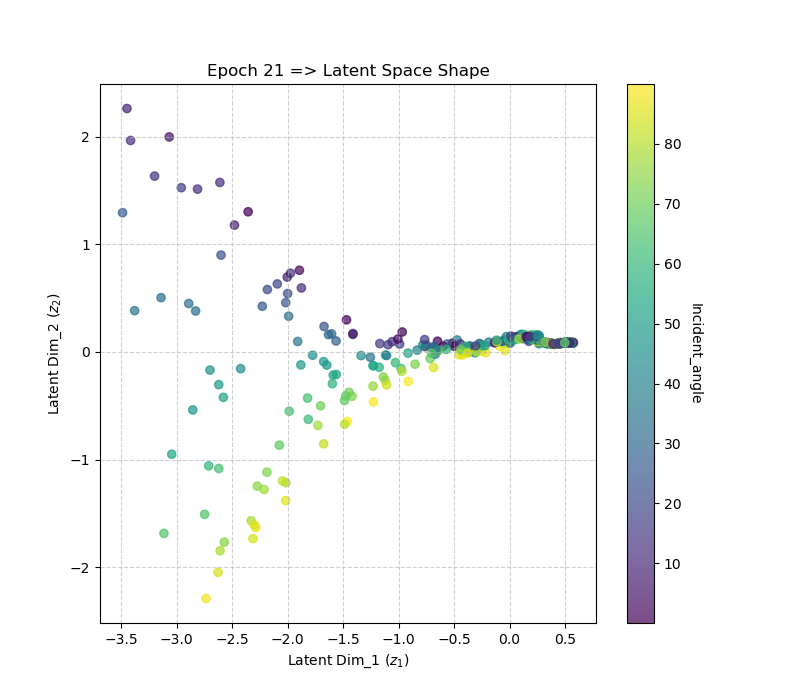 Epoch 21 => Latent Space Shape
Latent Dim_2 (z₂)
2
1
0
−1
−2
−3.5 −3.0 −2.5 −2.0 −1.5 −1.0 −0.5 0.0 0.5
Latent Dim_1 (z₁)
80
70
60
50
40
30
20
10
Incident_angle